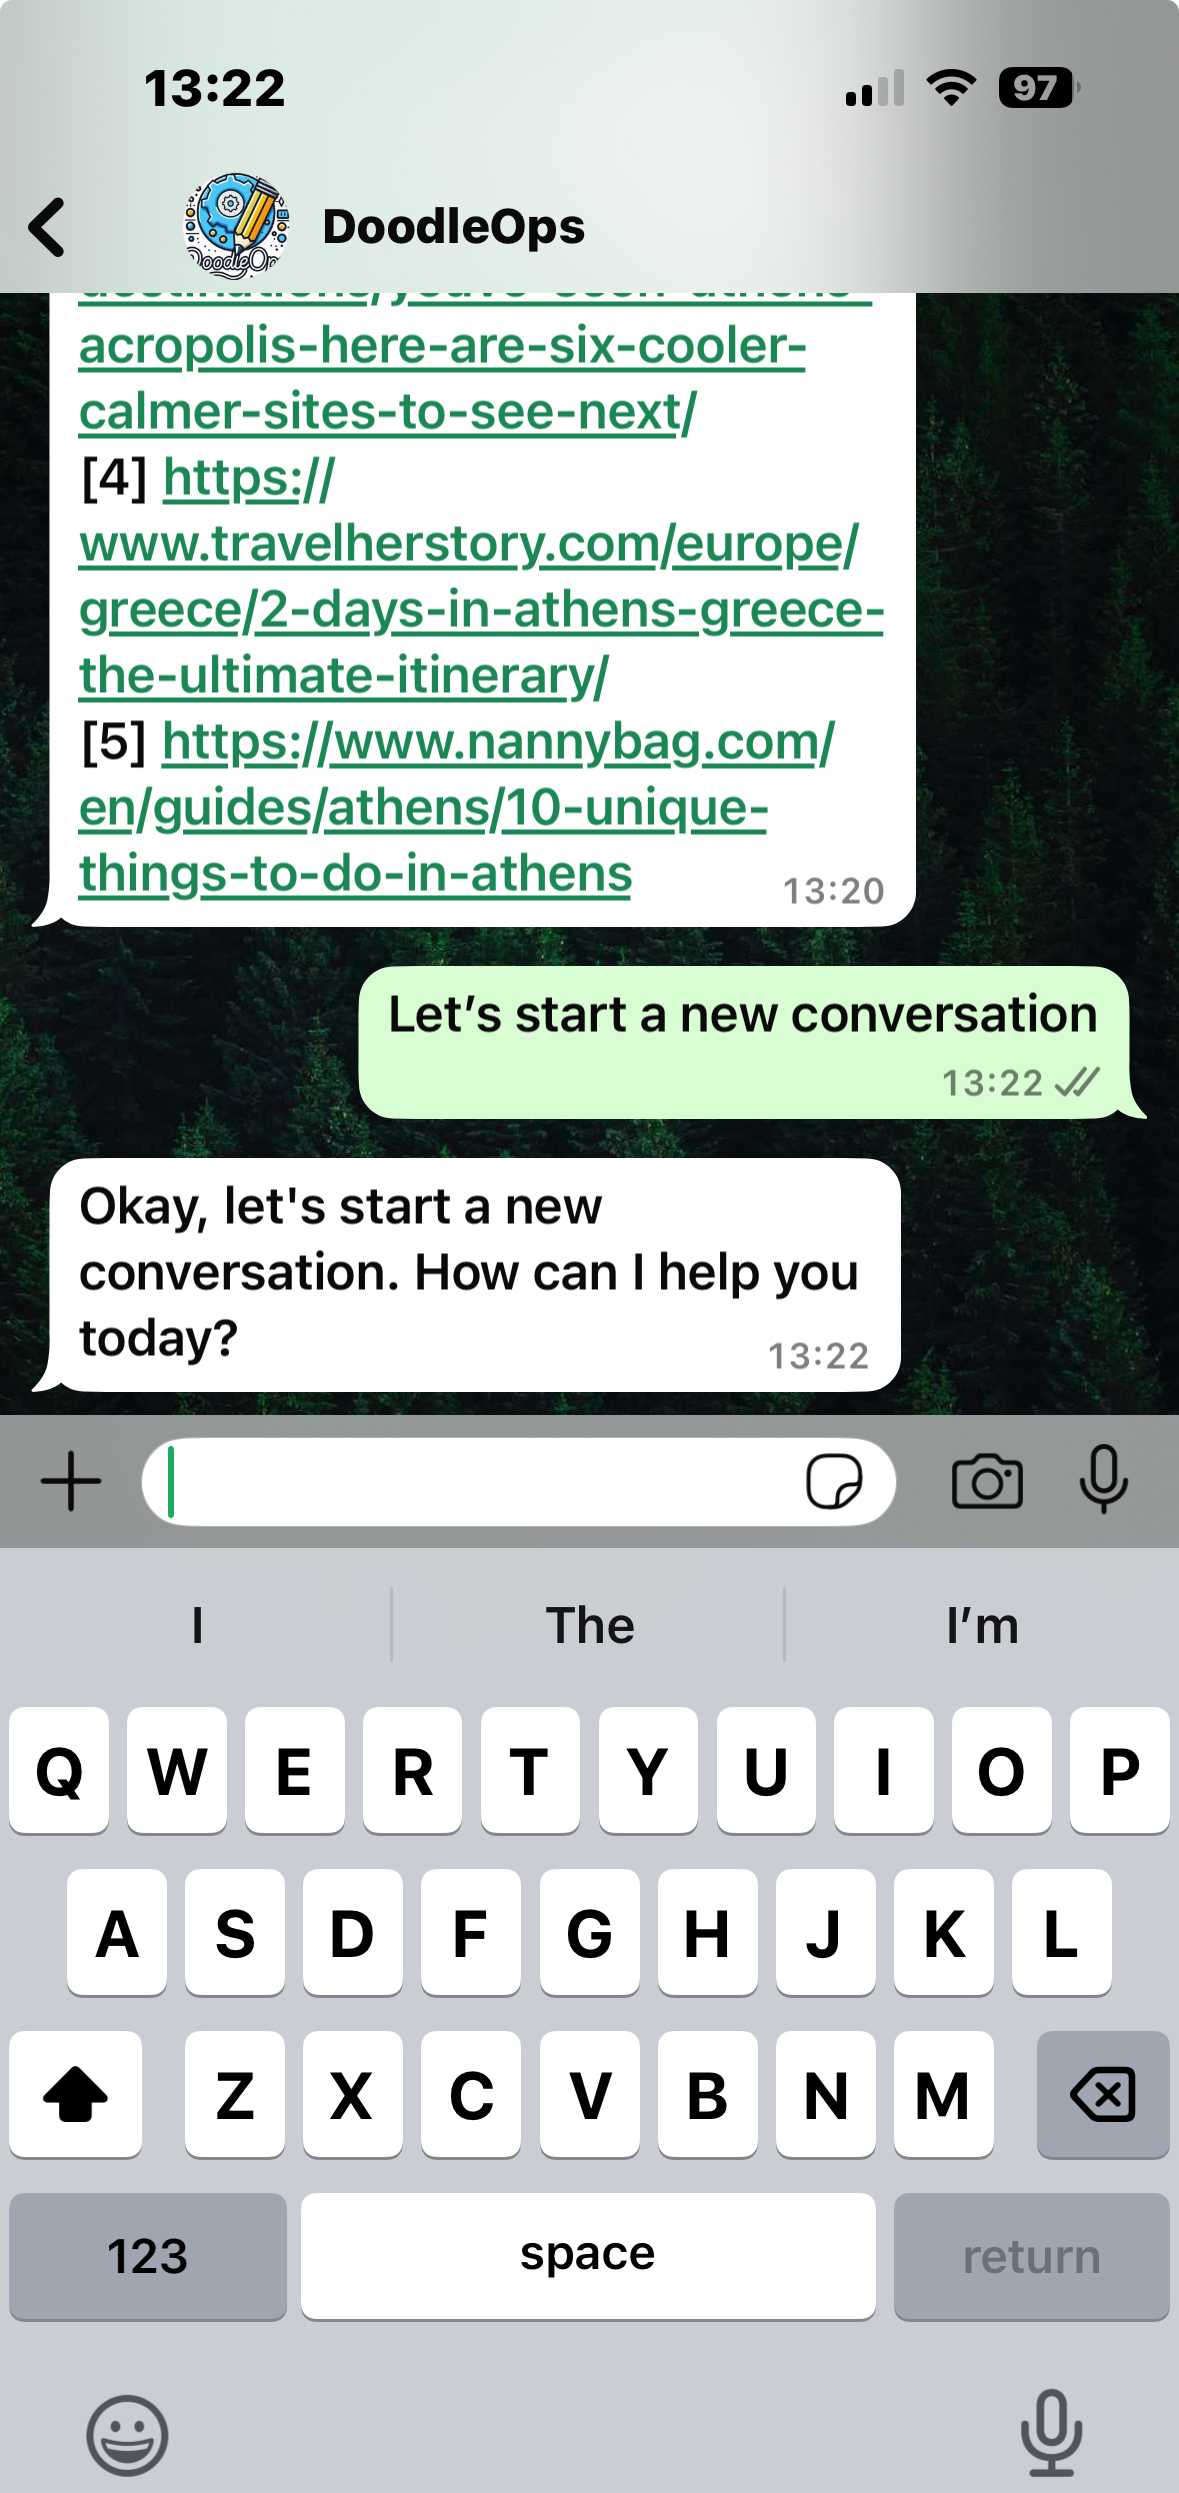 13:22
97
DoodleOps
acropolis-here-are-six-cooler-
calmer-sites-to-see-next/
[4] https://
www.travelherstory.com/europe/
greece/2-days-in-athens-greece-
the-ultimate-itinerary/
[5] https://www.nannybag.com/
en/guides/athens/10-unique-
things-to-do-in-athens
13:20
Let’s start a new conversation
13:22
Okay, let's start a new
conversation. How can I help you
today?
13:22
I The I’m
Q W E R T Y U I O P
A S D F G H J K L
Z X C V B N M
123 space return